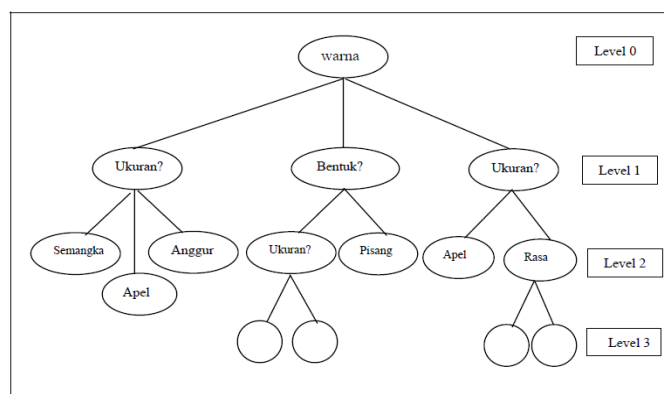 warna
Level 0
Ukuran?
Bentuk?
Ukuran?
Level 1
Semangka
Anggur
Ukuran?
Pisang
Apel
Rasa
Level 2
Apel
Level 3